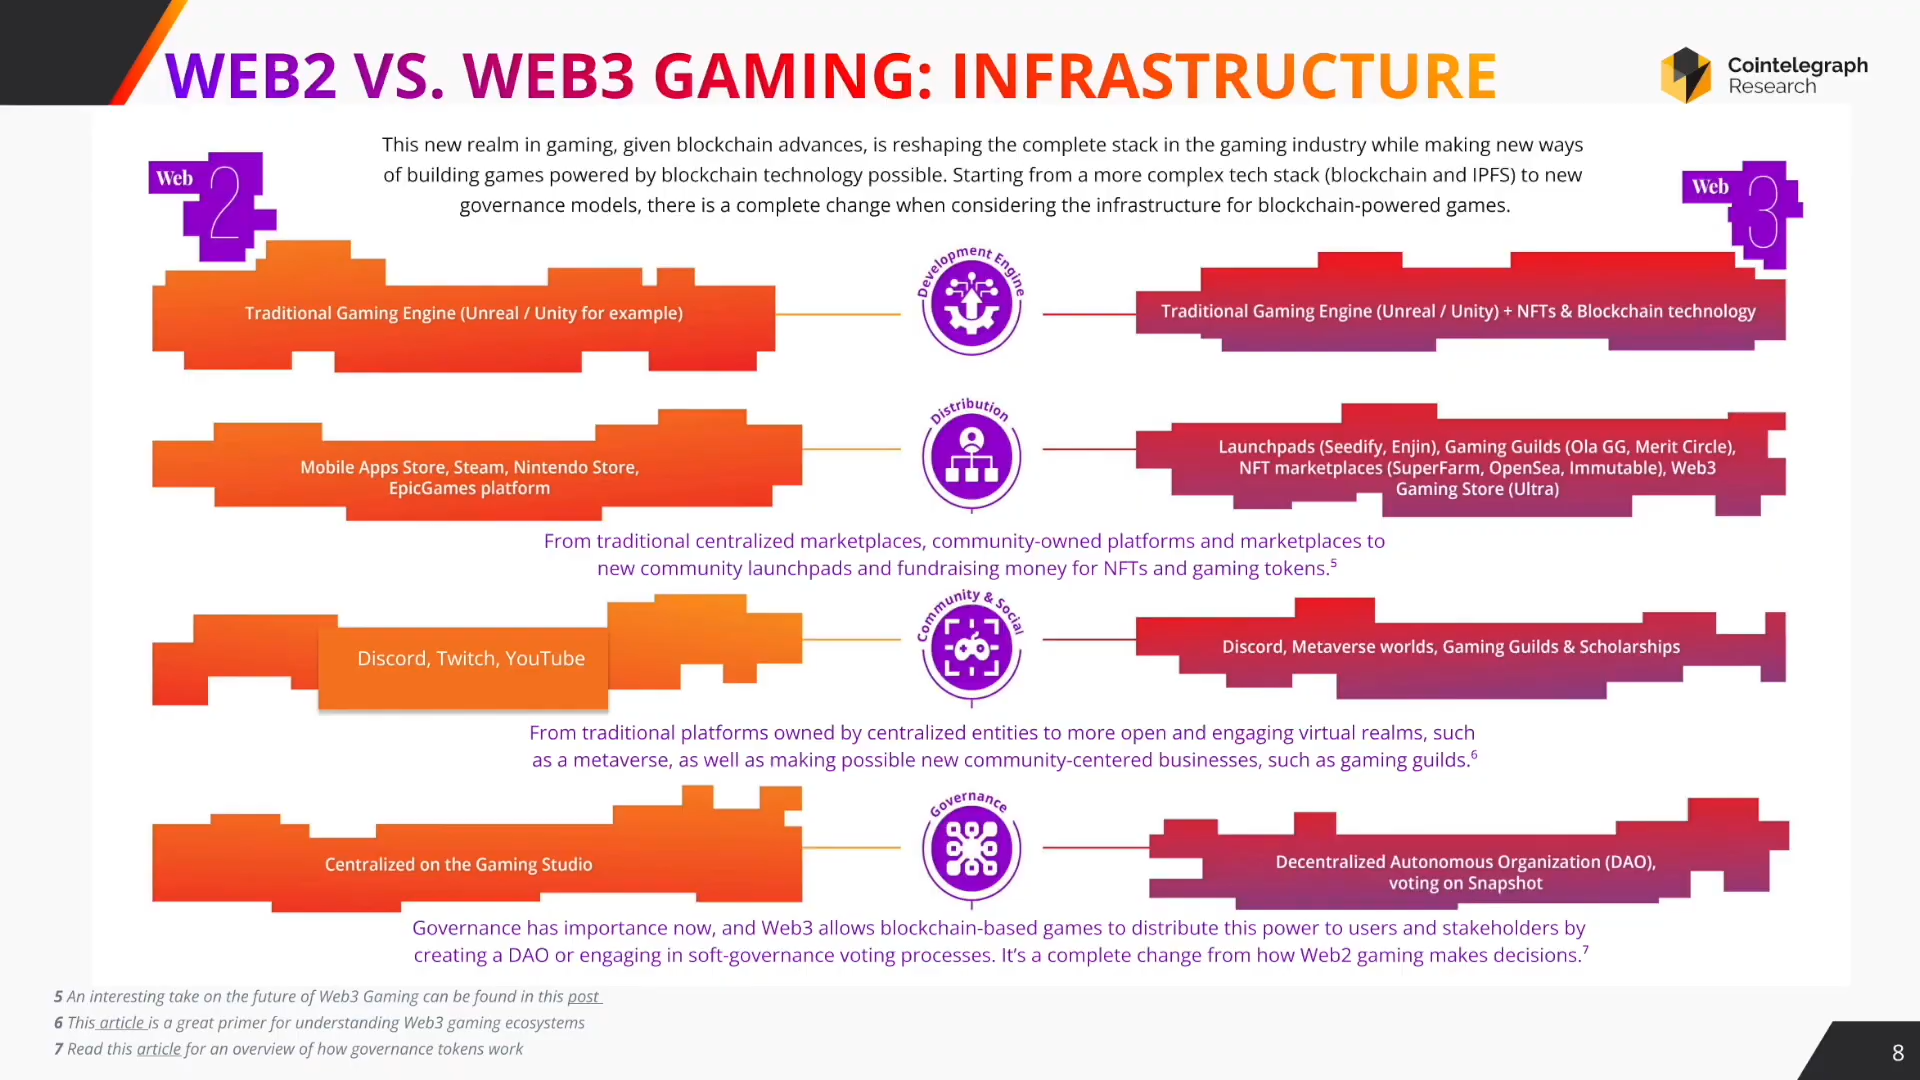 WEB2 VS. WEB3 GAMING: INFRASTRUCTURE
Cointelegraph
Research
This new realm in gaming, given blockchain advances, is reshaping the complete stack in the gaming industry while making new ways
of building games powered by blockchain technology possible. Starting from a more complex tech stack (blockchain and IPFS) to new
governance models, there is a complete change when considering the infrastructure for blockchain-powered games.
Web 2
Web 3
Development Engine
Traditional Gaming Engine (Unreal / Unity for example)
Traditional Gaming Engine (Unreal / Unity) + NFTs & Blockchain technology
Distribution
Mobile Apps Store, Steam, Nintendo Store,
EpicGames platform
Launchpads (Seedify, Enjin), Gaming Guilds (Ola GG, Merit Circle),
NFT marketplaces (SuperFarm, OpenSea, Immutable), Web3
Gaming Store (Ultra)
From traditional centralized marketplaces, community-owned platforms and marketplaces to
new community launchpads and fundraising money for NFTs and gaming tokens.5
Community & Social
Discord, Twitch, YouTube
Discord, Metaverse worlds, Gaming Guilds & Scholarships
From traditional platforms owned by centralized entities to more open and engaging virtual realms, such
as a metaverse, as well as making possible new community-centered businesses, such as gaming guilds.6
Governance
Centralized on the Gaming Studio
Decentralized Autonomous Organization (DAO),
voting on Snapshot
Governance has importance now, and Web3 allows blockchain-based games to distribute this power to users and stakeholders by
creating a DAO or engaging in soft-governance voting processes. It's a complete change from how Web2 gaming makes decisions.7
5 An interesting take on the future of Web3 Gaming can be found in this post
6 This article is a great primer for understanding Web3 gaming ecosystems
7 Read this article for an overview of how governance tokens work
8